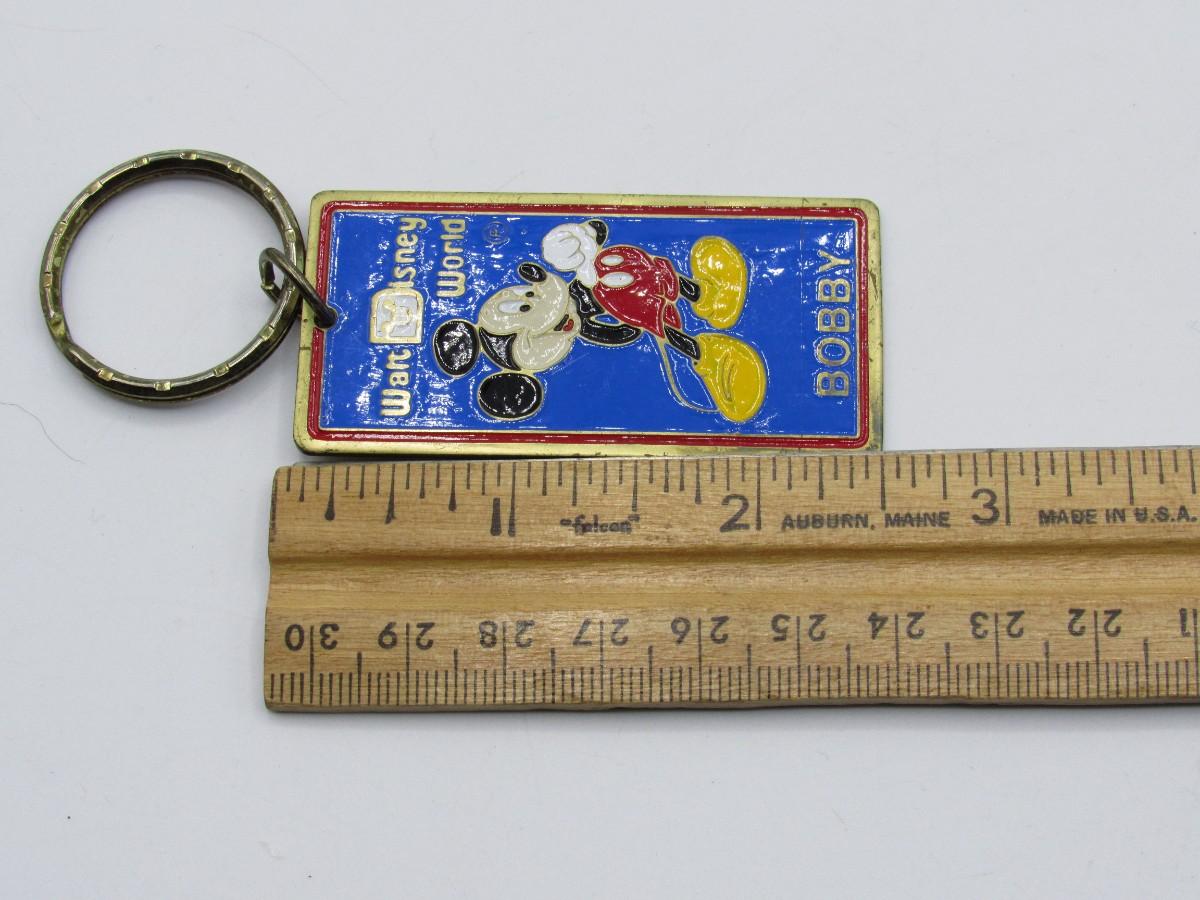 Walt Disney
World ®
BOBBY
1 "falcon" 2 AUBURN, MAINE 3 MADE IN U.S.A.
30 29 28 27 26 25 24 23 22